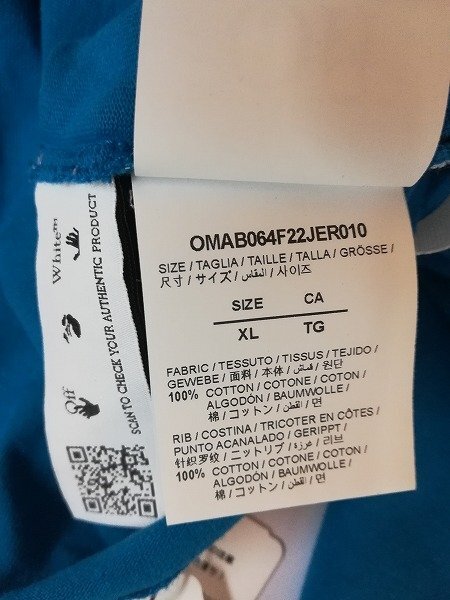 OMAB064F22JER010
SIZE / TAGLIA / TAILLE / TALLA / GRÖSSE /
尺寸 / サイズ / المقاس / 사이즈
SIZE CA
XL TG
FABRIC / TESSUTO / TISSUS / TEJIDO /
GEWEBE / 面料 / 本体 / قماش / 원단
100% COTTON / COTONE / COTON /
ALGODÓN / BAUMWOLLE /
棉 / コットン / القطن / 면
RIB / COSTINA / TRICOTER EN CÔTES /
PUNTO ACANALADO / GERIPPT /
针织罗纹 / ニットリブ / مخرزة / 리브
100% COTTON / COTONE / COTON /
ALGODÓN / BAUMWOLLE /
棉 / コットン / القطن / 면
Off White™
SCAN TO CHECK YOUR AUTHENTIC PRODUCT